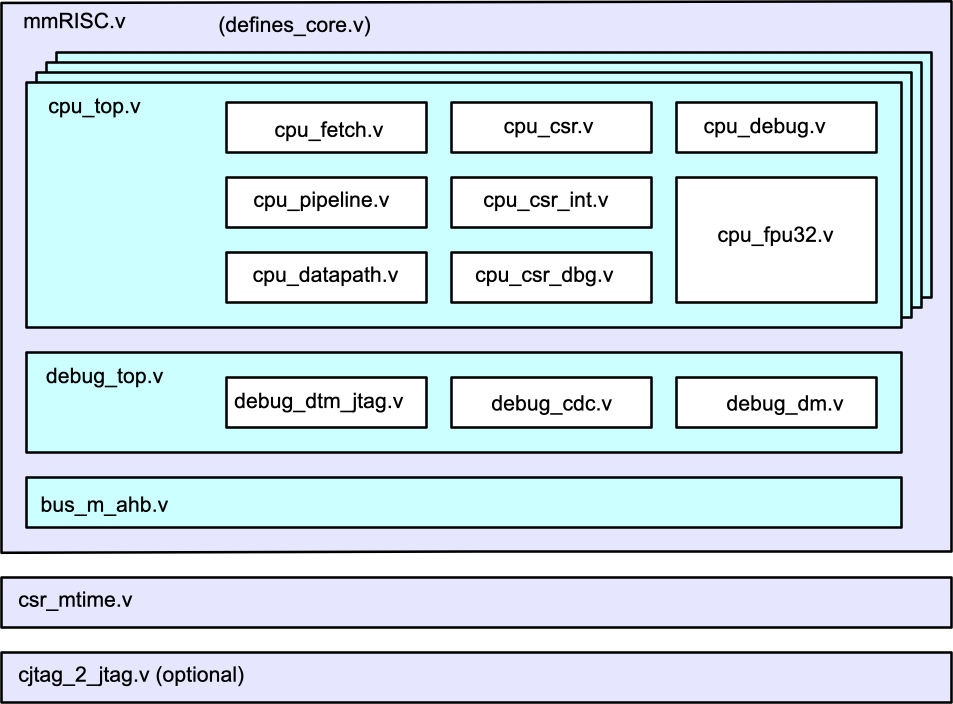 mmRISC.v (defines_core.v)
cpu_top.v
cpu_fetch.v
cpu_csr.v
cpu_debug.v
cpu_pipeline.v
cpu_csr_int.v
cpu_fpu32.v
cpu_datapath.v
cpu_csr_dbg.v
debug_top.v
debug_dtm_jtag.v
debug_cdc.v
debug_dm.v
bus_m_ahb.v
csr_mtime.v
cjtag_2_jtag.v (optional)